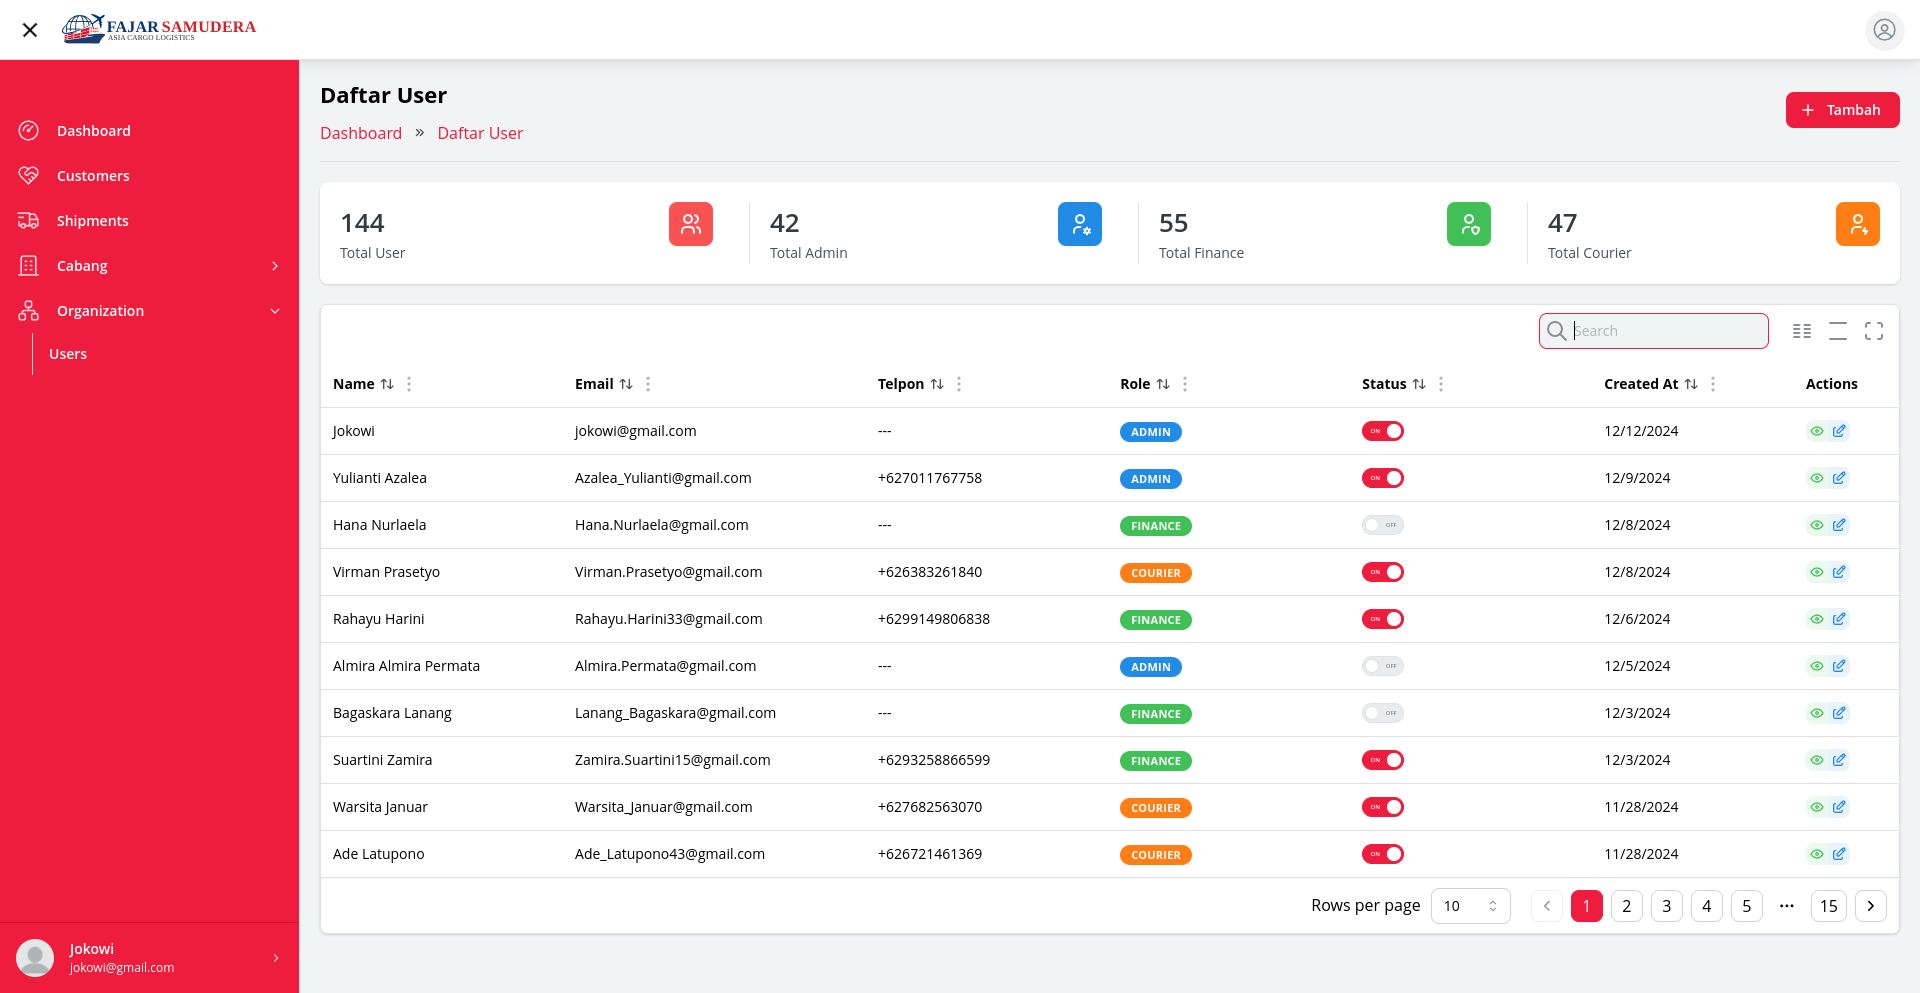 FAJAR SAMUDERA
ASIA CARGO LOGISTICS
Dashboard
Customers
Shipments
Cabang
Organization
Users
Jokowi
jokowi@gmail.com
Daftar User
Dashboard » Daftar User
+ Tambah
144
Total User
42
Total Admin
55
Total Finance
47
Total Courier
Search
Name Email Telpon Role Status Created At Actions
Jokowi jokowi@gmail.com --- ADMIN ON 12/12/2024
Yulianti Azalea Azalea_Yulianti@gmail.com +627011767758 ADMIN ON 12/9/2024
Hana Nurlaela Hana.Nurlaela@gmail.com --- FINANCE OFF 12/8/2024
Virman Prasetyo Virman.Prasetyo@gmail.com +626383261840 COURIER ON 12/8/2024
Rahayu Harini Rahayu.Harini33@gmail.com +6299149806838 FINANCE ON 12/6/2024
Almira Almira Permata Almira.Permata@gmail.com --- ADMIN OFF 12/5/2024
Bagaskara Lanang Lanang_Bagaskara@gmail.com --- FINANCE OFF 12/3/2024
Suartini Zamira Zamira.Suartini15@gmail.com +6293258866599 FINANCE ON 12/3/2024
Warsita Januar Warsita_Januar@gmail.com +627682563070 COURIER ON 11/28/2024
Ade Latupono Ade_Latupono43@gmail.com +626721461369 COURIER ON 11/28/2024
Rows per page 10 1 2 3 4 5 ••• 15